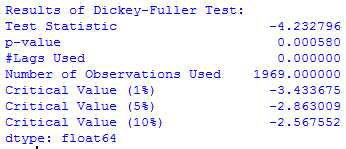 Results of Dickey-Fuller Test:
Test Statistic -4.232796
p-value 0.000580
#Lags Used 0.000000
Number of Observations Used 1969.000000
Critical Value (1%) -3.433675
Critical Value (5%) -2.863009
Critical Value (10%) -2.567552
dtype: float64